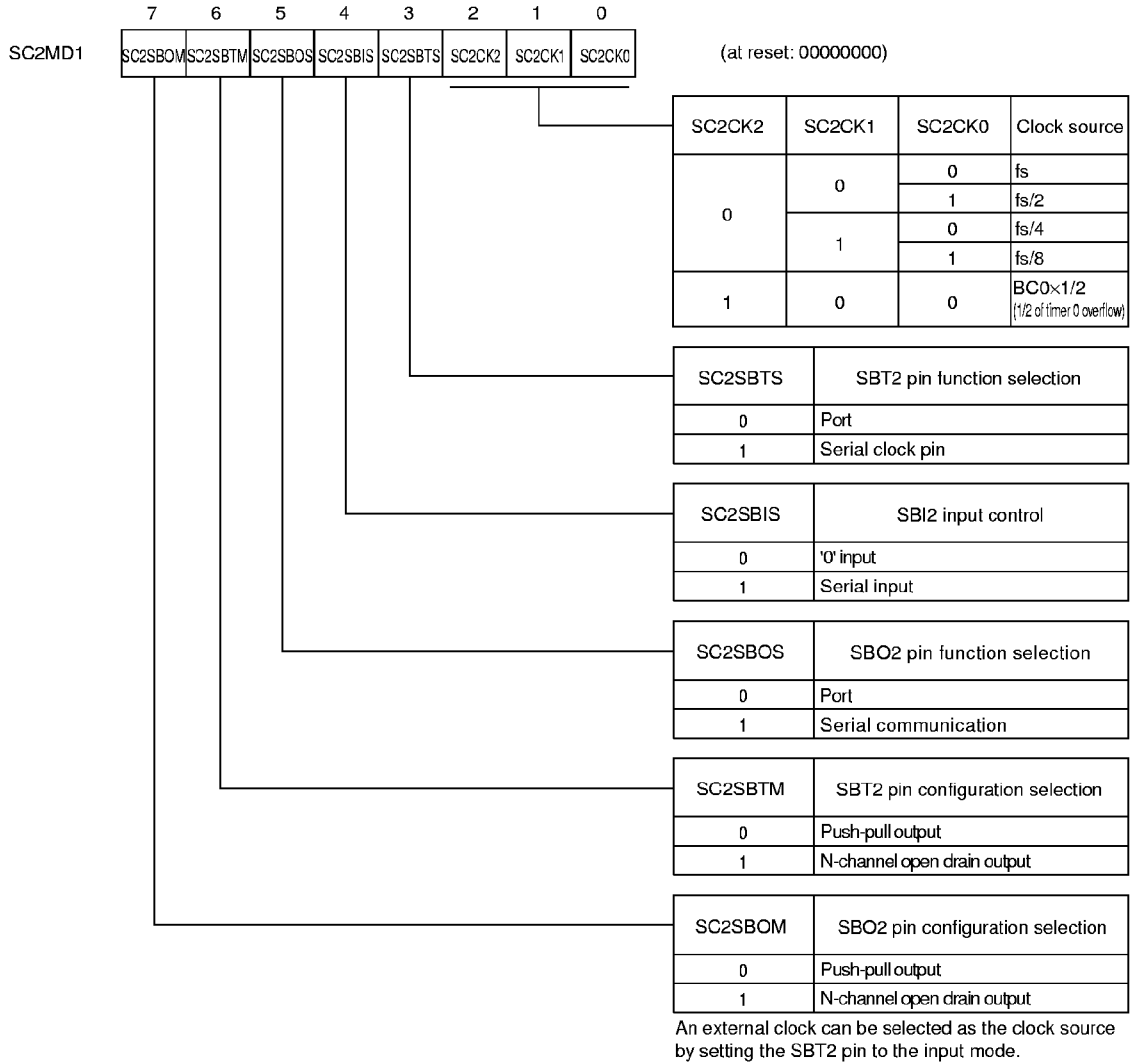 7 6 5 4 3 2 1 0
SC2MD1 SC2SBOM SC2SBTM SC2SBOS SC2SBIS SC2SBTS SC2CK2 SC2CK1 SC2CK0 (at reset: 00000000)
SC2CK2 SC2CK1 SC2CK0 Clock source
0 0 0 fs
1 fs/2
1 0 fs/4
1 fs/8
1 0 0 BC0×1/2
(1/2 of timer 0 overflow)
SC2SBTS SBT2 pin function selection
0 Port
1 Serial clock pin
SC2SBIS SBI2 input control
0 '0' input
1 Serial input
SC2SBOS SBO2 pin function selection
0 Port
1 Serial communication
SC2SBTM SBT2 pin configuration selection
0 Push-pull output
1 N-channel open drain output
SC2SBOM SBO2 pin configuration selection
0 Push-pull output
1 N-channel open drain output
An external clock can be selected as the clock source
by setting the SBT2 pin to the input mode.